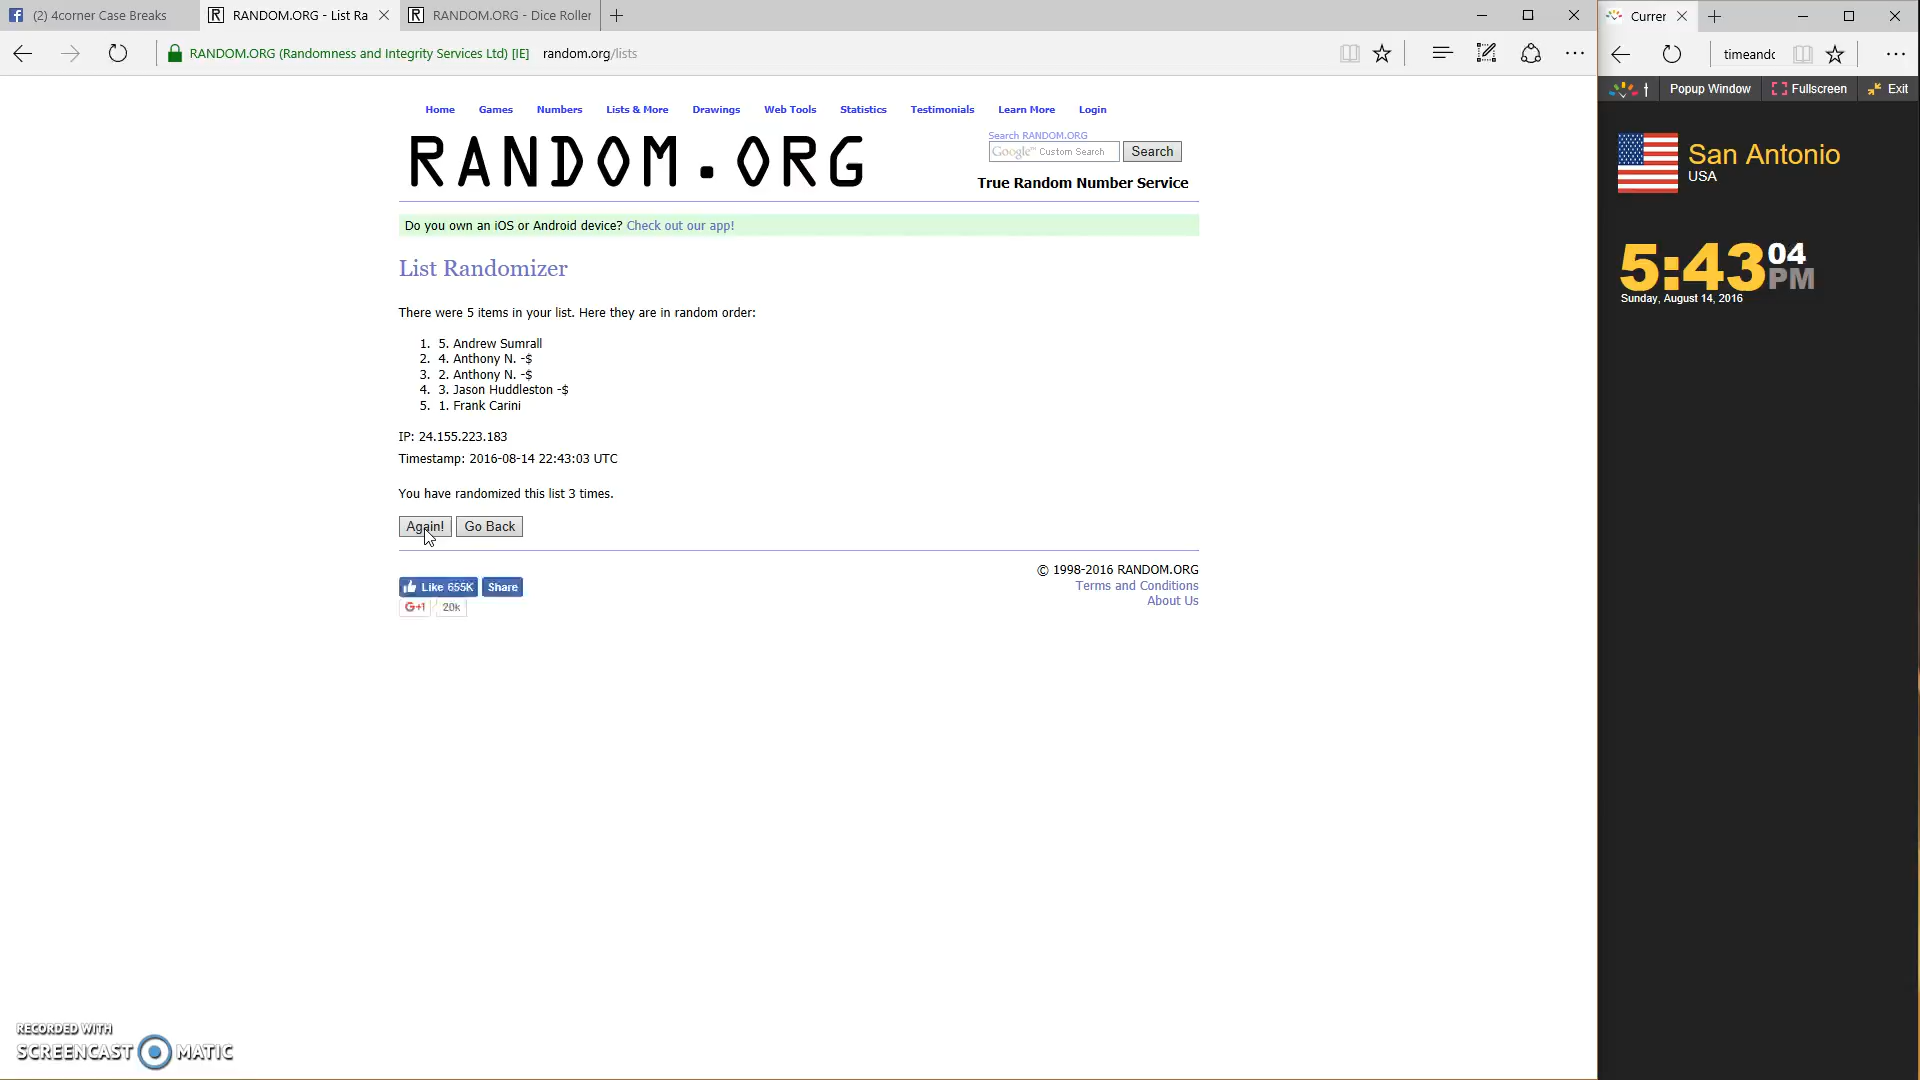 (2) 4corner Case Breaks
RANDOM.ORG - List Ra
RANDOM.ORG - Dice Roller
Currer
RANDOM.ORG (Randomness and Integrity Services Ltd) [IE] random.org/lists
timeandc
Popup Window Fullscreen Exit
Home Games Numbers Lists & More Drawings Web Tools Statistics Testimonials Learn More Login
RANDOM.ORG
Search RANDOM.ORG
Google™ Custom Search Search
True Random Number Service
San Antonio
USA
Do you own an iOS or Android device? Check out our app!
5:43 04 PM
Sunday, August 14, 2016
List Randomizer
There were 5 items in your list. Here they are in random order:
1. 5. Andrew Sumrall
2. 4. Anthony N. -$
3. 2. Anthony N. -$
4. 3. Jason Huddleston -$
5. 1. Frank Carini
IP: 24.155.223.183
Timestamp: 2016-08-14 22:43:03 UTC
You have randomized this list 3 times.
Again! Go Back
© 1998-2016 RANDOM.ORG
Terms and Conditions
About Us
Like 655K Share
G+1 20k
RECORDED WITH
SCREENCAST MATIC